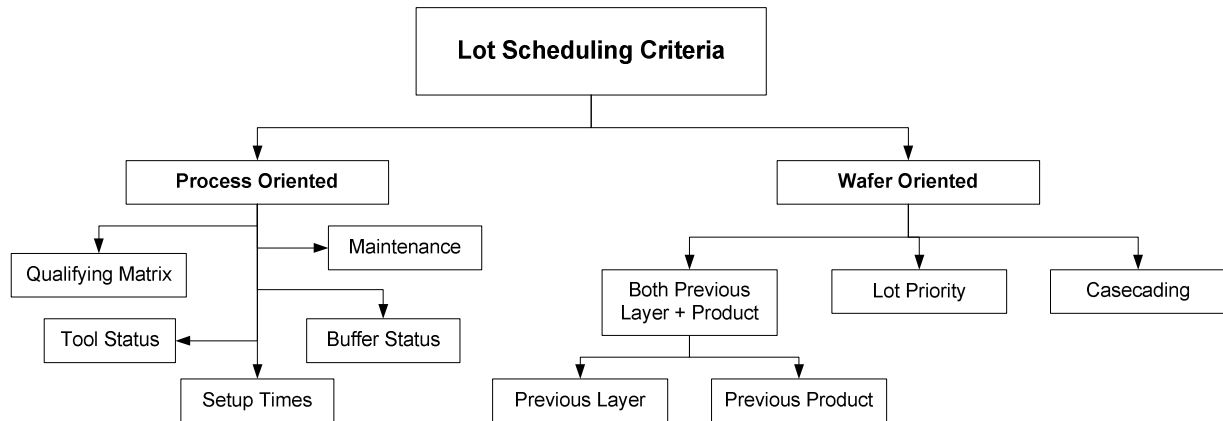 Lot Scheduling Criteria
Process Oriented
Wafer Oriented
Maintenance
Qualifying Matrix
Both Previous
Layer + Product
Lot Priority
Casecading
Tool Status
Buffer Status
Setup Times
Previous Layer
Previous Product